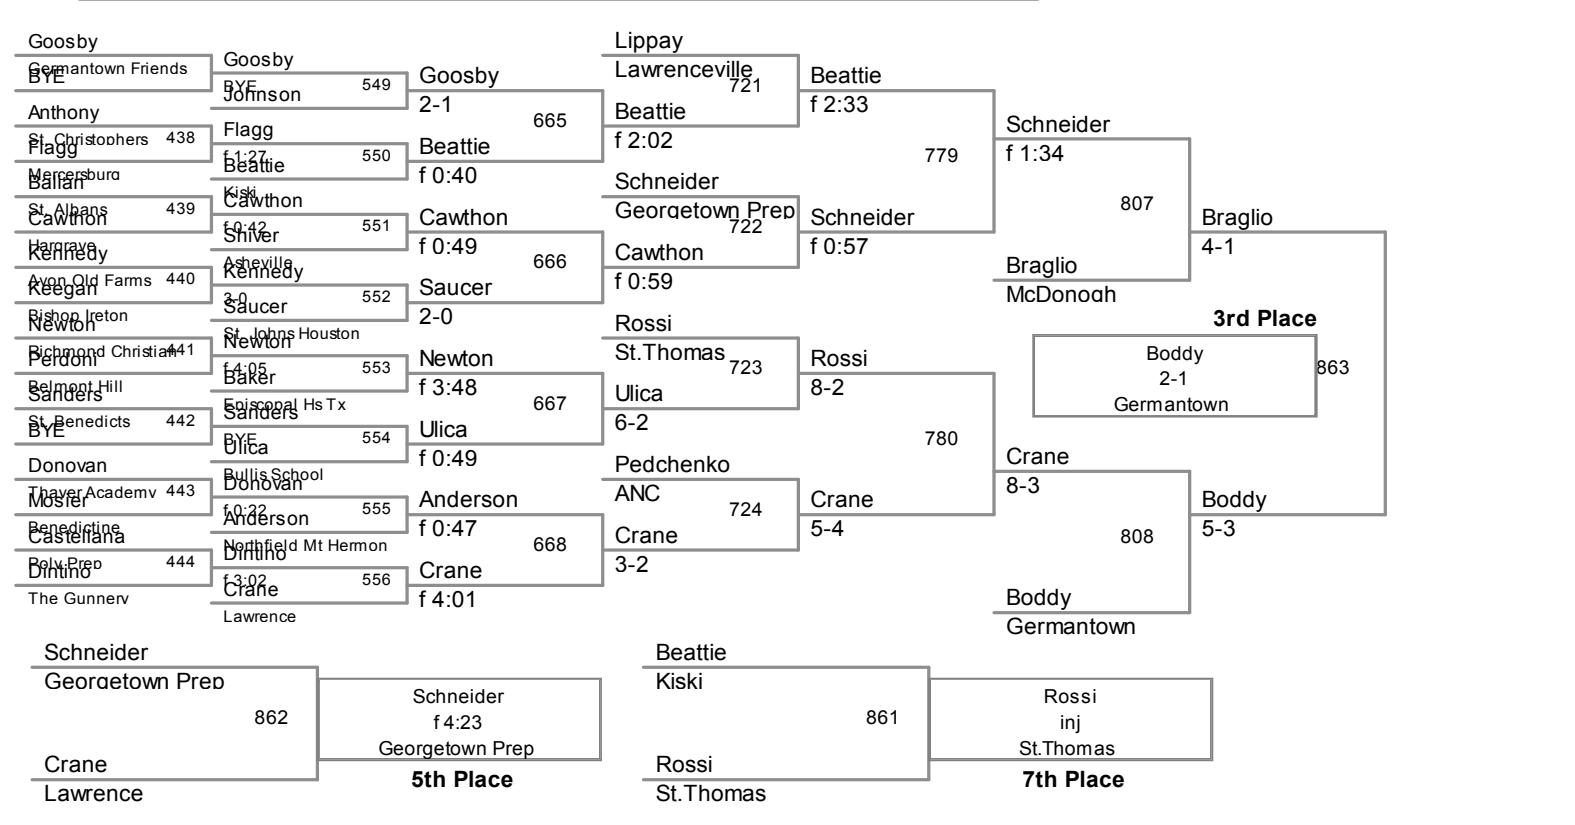 Goosby
Germantown Friends
BYE
Anthony
St. Christophers 438
Flagg
Mercersburg
Balian
St. Albans 439
Cawthon
Hargrave
Kennedy
Avon Old Farms 440
Keegan
Bishop Ireton
Newton
Richmond Christian 441
Perdoni
Belmont Hill
Sanders
St. Benedicts 442
BYE
Donovan
Thayer Academy 443
Mosier
Benedictine
Castellana
Poly Prep 444
Dintino
The Gunnery
Goosby
BYE 549
Johnson
Flagg
f 1:27 550
Beattie
Kiski
Cawthon
f 0:42 551
Shiver
Asheville
Kennedy
3-0 552
Saucer
St. Johns Houston
Newton
f 4:05 553
Baker
Episcopal Hs Tx
Sanders
BYE 554
Ulica
Bullis School
Donovan
f 0:22 555
Anderson
Northfield Mt Hermon
Dintino
f 3:02 556
Crane
Lawrence
Goosby
2-1
665
Beattie
f 0:40
Cawthon
f 0:49
666
Saucer
2-0
Newton
f 3:48
667
Ulica
f 0:49
Anderson
f 0:47
668
Crane
f 4:01
Lippay
Lawrenceville
721
Beattie
f 2:02
Schneider
Georgetown Prep
722
Cawthon
f 0:59
Rossi
St.Thomas
723
Ulica
6-2
Pedchenko
ANC
724
Crane
3-2
Beattie
f 2:33
779
Schneider
f 0:57
Rossi
8-2
780
Crane
5-4
Schneider
f 1:34
807
Braglio
McDonogh
Crane
8-3
808
Boddy
Germantown
Braglio
4-1
Boddy
5-3
3rd Place
Boddy
2-1
Germantown
863
Schneider
Georgetown Prep
862
Crane
Lawrence
Schneider
f 4:23
Georgetown Prep
5th Place
Beattie
Kiski
861
Rossi
St.Thomas
Rossi
inj
St.Thomas
7th Place